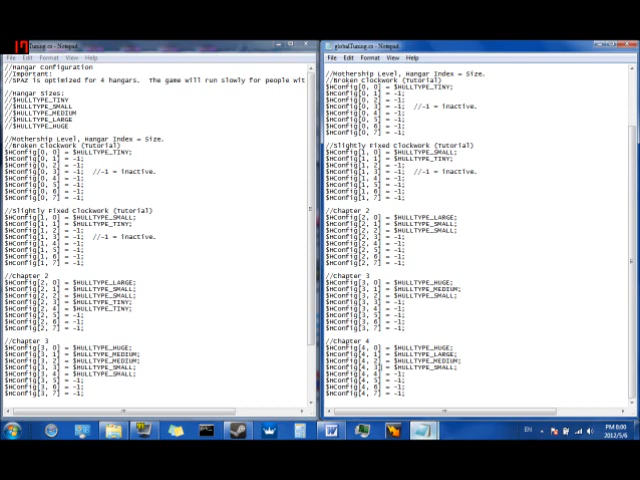 17
Tuning.cs - Notepad
File Edit Format View Help
//Hangar Configuration
//Important:
//SPAZ is optimized for 4 hangars.  The game will run slowly for people wit
//Hangar Sizes:
//$HULLTYPE_TINY
//$HULLTYPE_SMALL
//$HULLTYPE_MEDIUM
//$HULLTYPE_LARGE
//$HULLTYPE_HUGE
//Mothership Level, Hangar Index = Size.
//Broken Clockwork (Tutorial)
$HConfig[0, 0] = $HULLTYPE_TINY;
$HConfig[0, 1] = -1;
$HConfig[0, 2] = -1;
$HConfig[0, 3] = -1;  //-1 = inactive.
$HConfig[0, 4] = -1;
$HConfig[0, 5] = -1;
$HConfig[0, 6] = -1;
$HConfig[0, 7] = -1;
//Slightly Fixed Clockwork (Tutorial)
$HConfig[1, 0] = $HULLTYPE_SMALL;
$HConfig[1, 1] = $HULLTYPE_TINY;
$HConfig[1, 2] = -1;
$HConfig[1, 3] = -1;  //-1 = inactive.
$HConfig[1, 4] = -1;
$HConfig[1, 5] = -1;
$HConfig[1, 6] = -1;
$HConfig[1, 7] = -1;
//Chapter 2
$HConfig[2, 0] = $HULLTYPE_LARGE;
$HConfig[2, 1] = $HULLTYPE_SMALL;
$HConfig[2, 2] = $HULLTYPE_SMALL;
$HConfig[2, 3] = $HULLTYPE_TINY;
$HConfig[2, 4] = $HULLTYPE_TINY;
$HConfig[2, 5] = -1;
$HConfig[2, 6] = -1;
$HConfig[2, 7] = -1;
//Chapter 3
$HConfig[3, 0] = $HULLTYPE_HUGE;
$HConfig[3, 1] = $HULLTYPE_MEDIUM;
$HConfig[3, 2] = $HULLTYPE_MEDIUM;
$HConfig[3, 3] = $HULLTYPE_SMALL;
$HConfig[3, 4] = $HULLTYPE_SMALL;
$HConfig[3, 5] = -1;
$HConfig[3, 6] = -1;
$HConfig[3, 7] = -1;
globalTuning.cs - Notepad
File Edit Format View Help
//Mothership Level, Hangar Index = Size.
//Broken Clockwork (Tutorial)
$HConfig[0, 0] = $HULLTYPE_TINY;
$HConfig[0, 1] = -1;
$HConfig[0, 2] = -1;
$HConfig[0, 3] = -1;  //-1 = inactive.
$HConfig[0, 4] = -1;
$HConfig[0, 5] = -1;
$HConfig[0, 6] = -1;
$HConfig[0, 7] = -1;
//Slightly Fixed Clockwork (Tutorial)
$HConfig[1, 0] = $HULLTYPE_SMALL;
$HConfig[1, 1] = $HULLTYPE_TINY;
$HConfig[1, 2] = -1;
$HConfig[1, 3] = -1;  //-1 = inactive.
$HConfig[1, 4] = -1;
$HConfig[1, 5] = -1;
$HConfig[1, 6] = -1;
$HConfig[1, 7] = -1;
//Chapter 2
$HConfig[2, 0] = $HULLTYPE_LARGE;
$HConfig[2, 1] = $HULLTYPE_SMALL;
$HConfig[2, 2] = $HULLTYPE_SMALL;
$HConfig[2, 3] = -1;
$HConfig[2, 4] = -1;
$HConfig[2, 5] = -1;
$HConfig[2, 6] = -1;
$HConfig[2, 7] = -1;
//Chapter 3
$HConfig[3, 0] = $HULLTYPE_HUGE;
$HConfig[3, 1] = $HULLTYPE_MEDIUM;
$HConfig[3, 2] = $HULLTYPE_SMALL;
$HConfig[3, 3] = -1;
$HConfig[3, 4] = -1;
$HConfig[3, 5] = -1;
$HConfig[3, 6] = -1;
$HConfig[3, 7] = -1;
//Chapter 4
$HConfig[4, 0] = $HULLTYPE_HUGE;
$HConfig[4, 1] = $HULLTYPE_LARGE;
$HConfig[4, 2] = $HULLTYPE_MEDIUM;
$HConfig[4, 3] = $HULLTYPE_SMALL;
$HConfig[4, 4] = -1;
$HConfig[4, 5] = -1;
$HConfig[4, 6] = -1;
$HConfig[4, 7] = -1;
EN
PM 8:00
2012/5/6